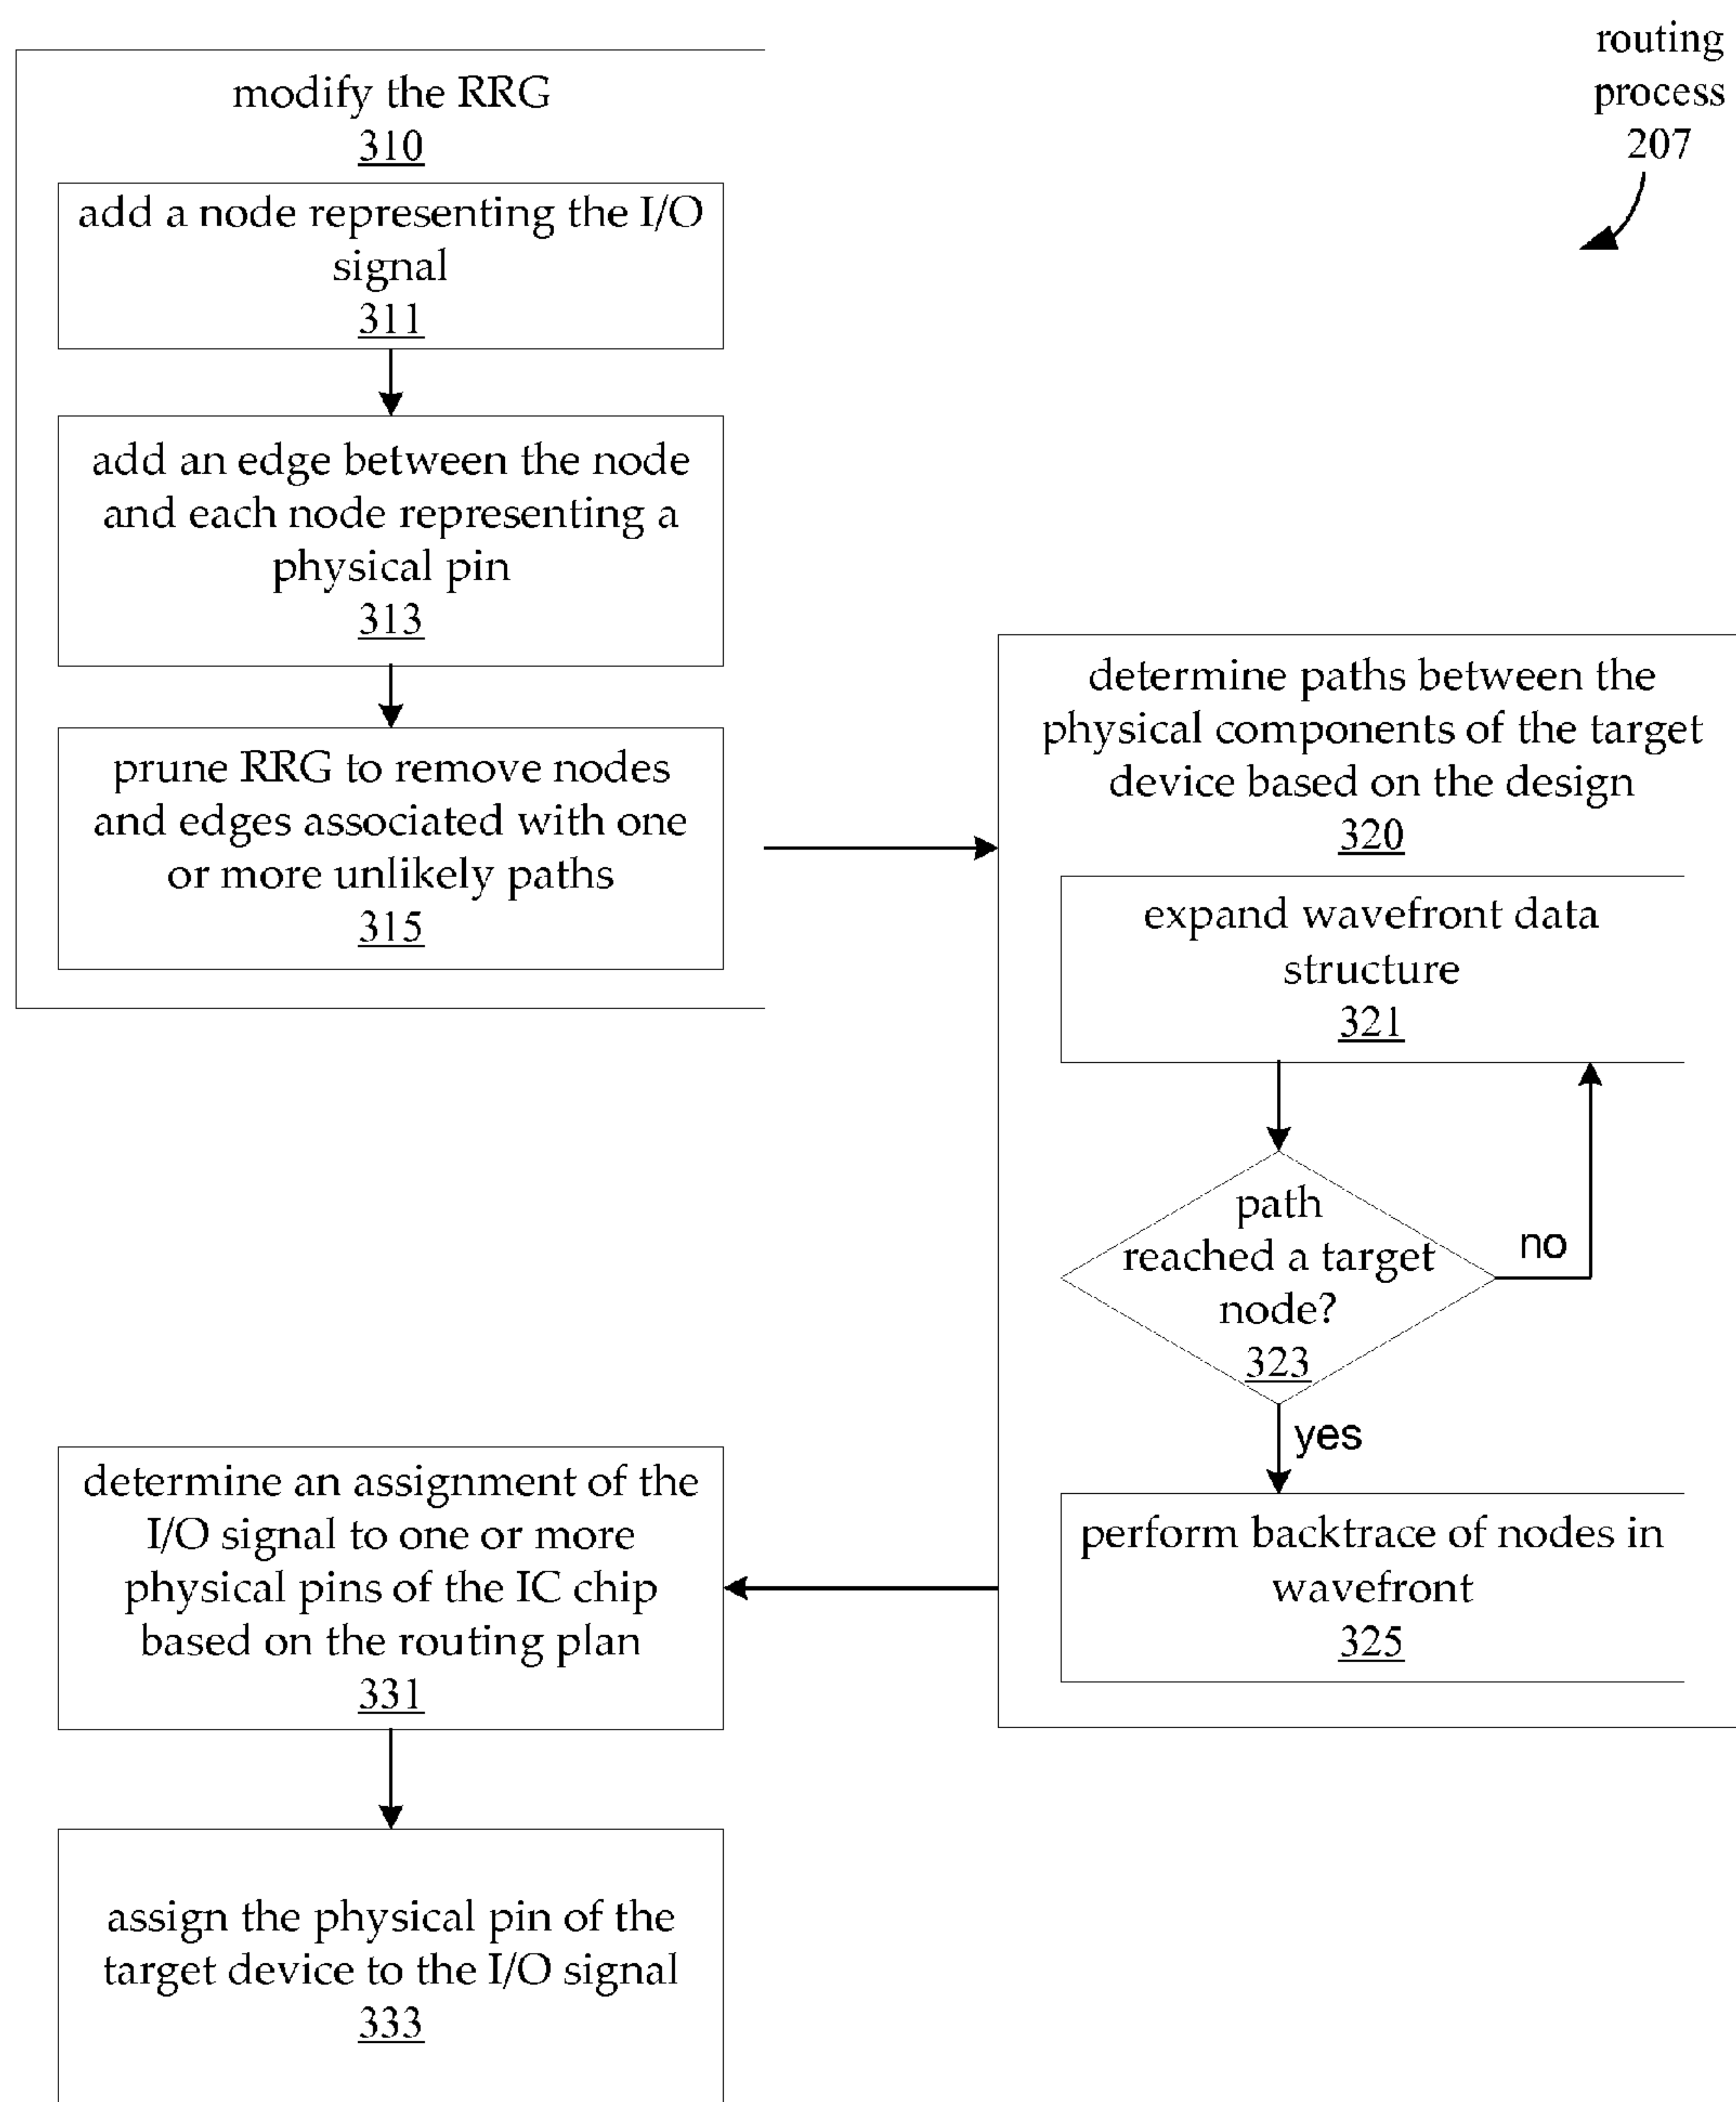 routing
process
207
modify the RRG
310
add a node representing the I/O
signal
311
add an edge between the node
and each node representing a
physical pin
313
prune RRG to remove nodes
and edges associated with one
or more unlikely paths
315
determine paths between the
physical components of the target
device based on the design
320
expand wavefront data
structure
321
path
reached a target
node?
323
no
yes
perform backtrace of nodes in
wavefront
325
determine an assignment of the
I/O signal to one or more
physical pins of the IC chip
based on the routing plan
331
assign the physical pin of the
target device to the I/O signal
333